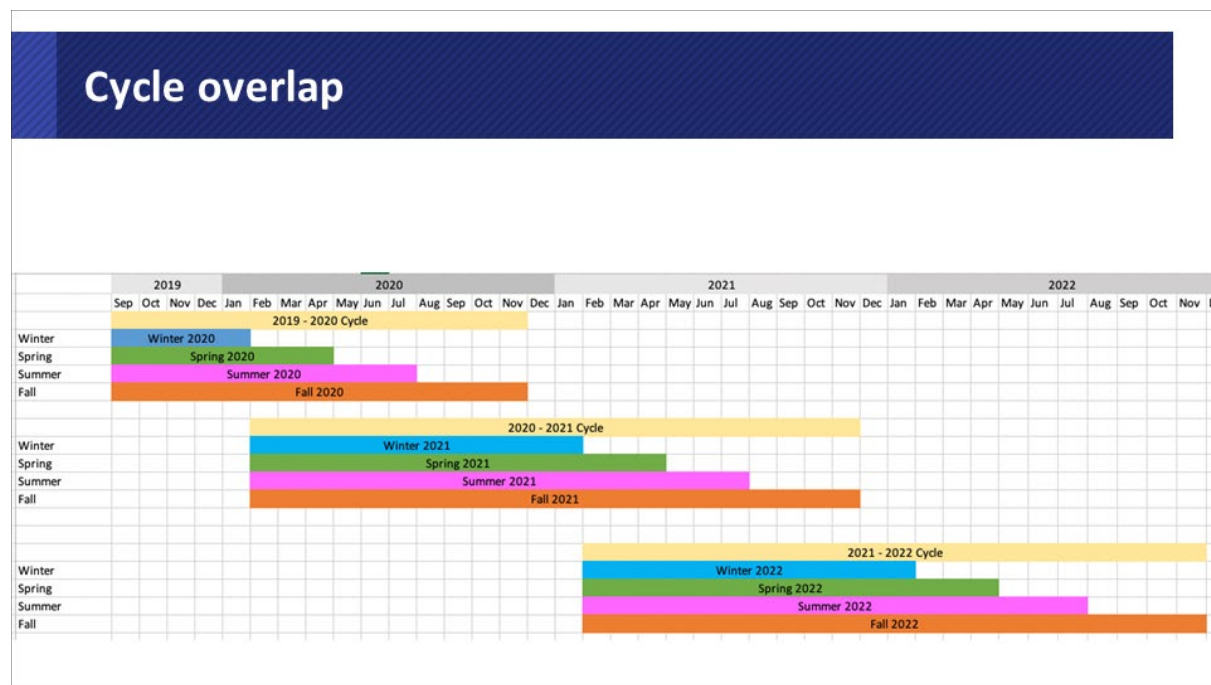 Cycle overlap
2019 2020 2021 2022
Sep Oct Nov Dec Jan Feb Mar Apr May Jun Jul Aug Sep Oct Nov Dec Jan Feb Mar Apr May Jun Jul Aug Sep Oct Nov Dec Jan Feb Mar Apr May Jun Jul Aug Sep Oct Nov
2019 - 2020 Cycle
Winter Winter 2020
Spring Spring 2020
Summer Summer 2020
Fall Fall 2020
2020 - 2021 Cycle
Winter Winter 2021
Spring Spring 2021
Summer Summer 2021
Fall Fall 2021
2021 - 2022 Cycle
Winter Winter 2022
Spring Spring 2022
Summer Summer 2022
Fall Fall 2022